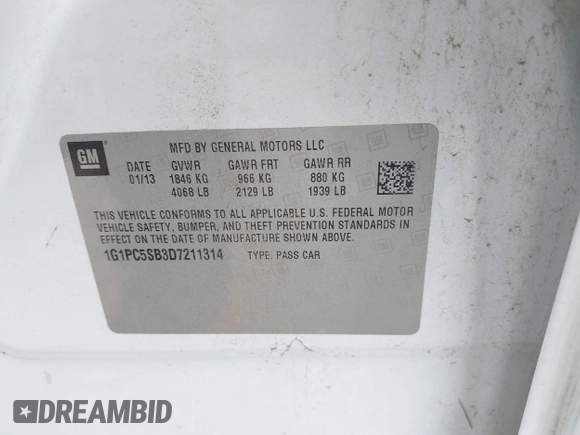 GM
MFD BY GENERAL MOTORS LLC
DATE GVWR GAWR FRT GAWR RR
01/13 1846 KG 966 KG 880 KG
4068 LB 2129 LB 1939 LB
THIS VEHICLE CONFORMS TO ALL APPLICABLE U.S. FEDERAL MOTOR
VEHICLE SAFETY, BUMPER, AND THEFT PREVENTION STANDARDS IN
EFFECT ON THE DATE OF MANUFACTURE SHOWN ABOVE.
1G1PC5SB3D7211314 TYPE: PASS CAR
DREAMBID